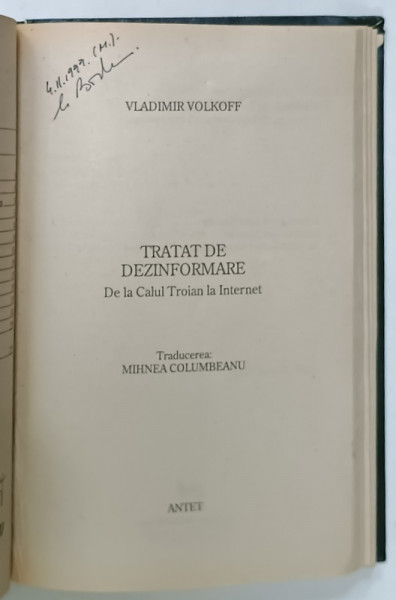 4.II.1999. (M.).
VLADIMIR VOLKOFF
TRATAT DE
DEZINFORMARE
De la Calul Troian la Internet
Traducerea:
MIHNEA COLUMBEANU
ANTET